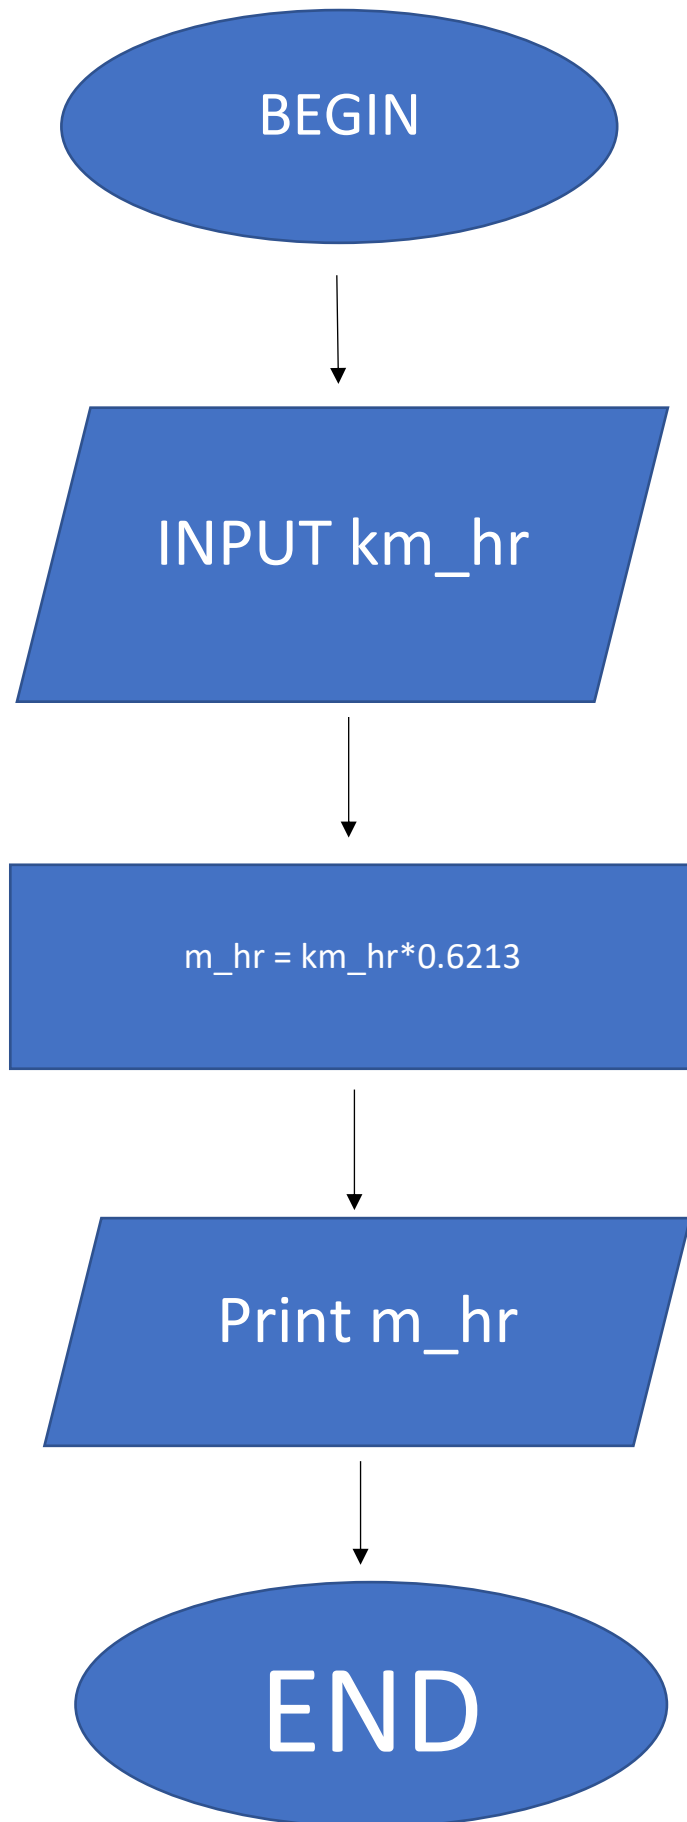 BEGIN
INPUT km_hr
m_hr = km_hr*0.6213
Print m_hr
END